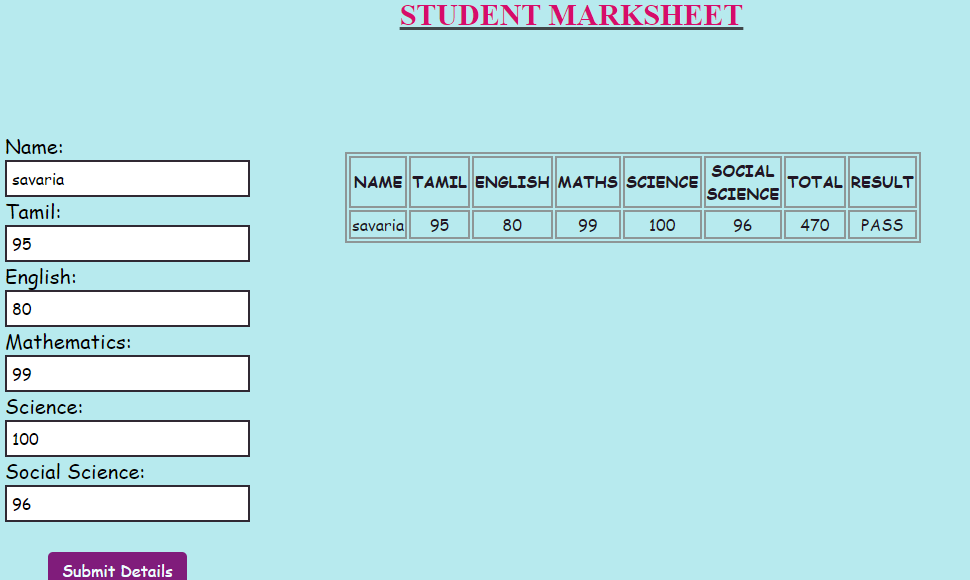 STUDENT MARKSHEET
Name:
savaria
Tamil:
95
English:
80
Mathematics:
99
Science:
100
Social Science:
96
Submit Details
NAME TAMIL ENGLISH MATHS SCIENCE SOCIAL SCIENCE TOTAL RESULT
savaria 95 80 99 100 96 470 PASS